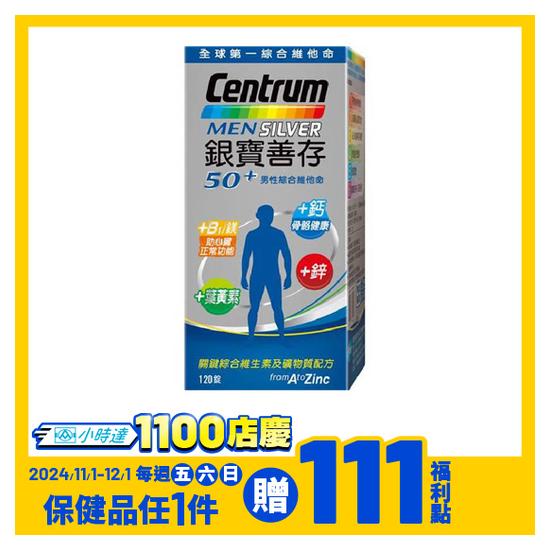 全球第一綜合維他命
Centrum
MEN SILVER
銀寶善存
50+ 男性綜合維他命
+鈣
骨骼健康
+B1/鎂
助心臟
正常功能
+鋅
+葉黃素
關鍵綜合維生素及礦物質配方
120錠 from A to Zinc
小時達 1100店慶
2024/11/1-12/1 每週五六日
保健品任1件 贈 111 福利點